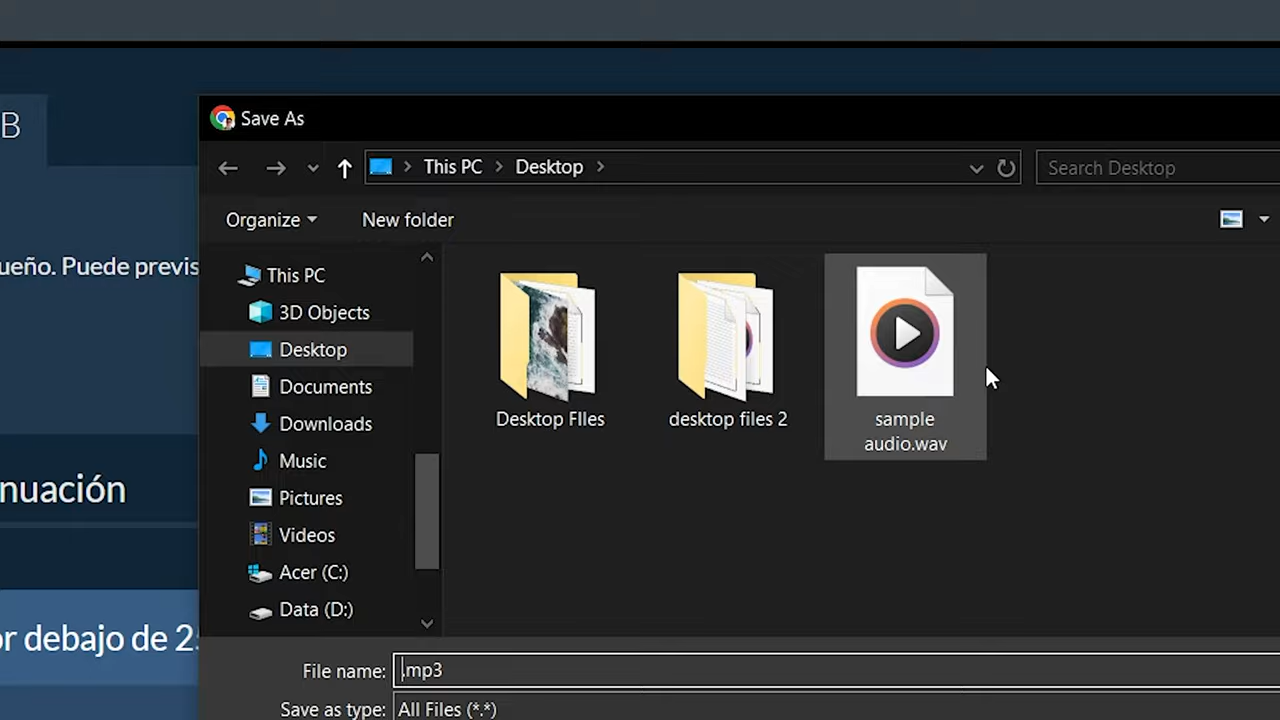 B
Save As
This PC
Desktop
Search Desktop
Organize
New folder
ueño. Puede previs
This PC
3D Objects
Desktop
Documents
Downloads
Music
Pictures
Videos
Acer (C:)
Data (D:)
Desktop FIles
desktop files 2
sample
audio.wav
nuación
or debajo de 25
File name:
.mp3
Save as type:
All Files (*.*)